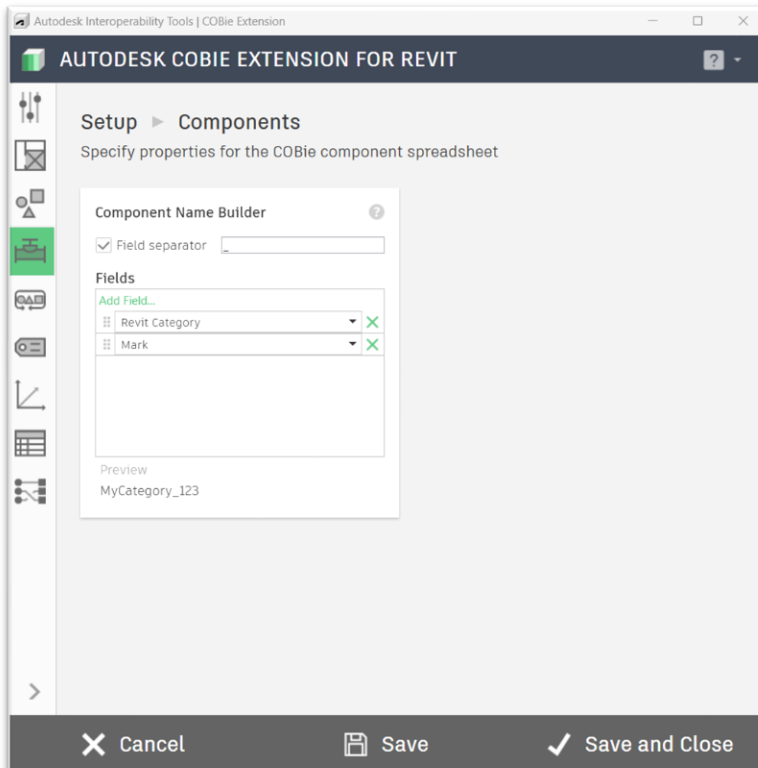 Autodesk Interoperability Tools | COBie Extension
AUTODESK COBIE EXTENSION FOR REVIT
?
Setup ► Components
Specify properties for the COBie component spreadsheet
Component Name Builder ?
Field separator _
Fields
Add Field...
Revit Category
Mark
Preview
MyCategory_123
Cancel Save Save and Close